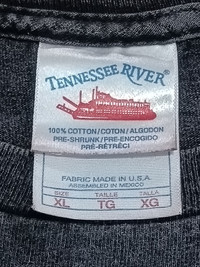 TENNESSEE RIVER
100% COTTON/COTON/ALGODON
PRE-SHRUNK/PRE-ENCOGIDO
PRÉ-RÉTRÉCI
FABRIC MADE IN U.S.A.
ASSEMBLED IN MEXICO
SIZE TAILLE TALLA
XL TG XG